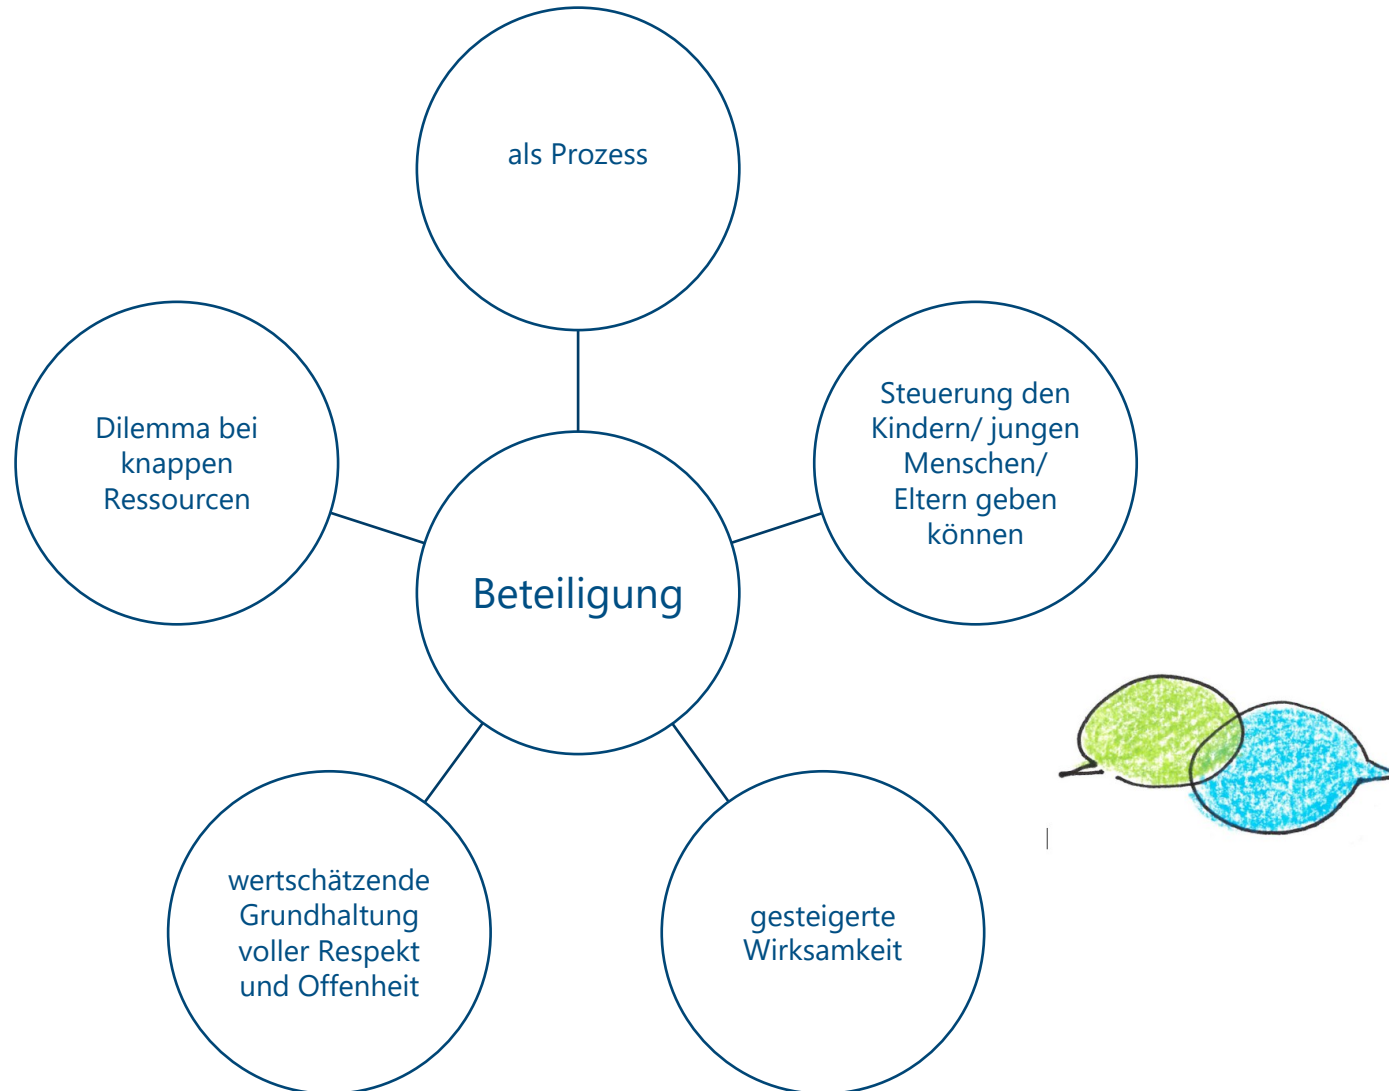 als Prozess
Steuerung den
Kindern/ jungen
Menschen/
Eltern geben
können
Dilemma bei
knappen
Ressourcen
Beteiligung
wertschätzende
Grundhaltung
voller Respekt
und Offenheit
gesteigerte
Wirksamkeit